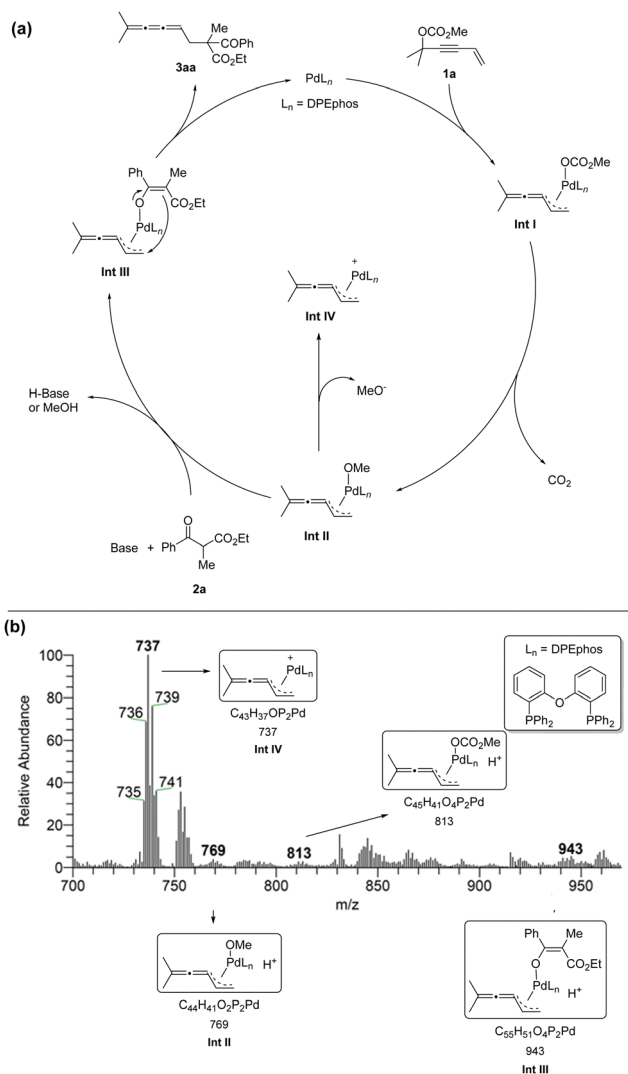 (a)
Me
COPh
CO₂Et
3aa
OCO₂Me
1a
PdLₙ
Lₙ = DPEphos
Ph
Me
O
CO₂Et
PdLₙ
Int III
OCO₂Me
PdLₙ
Int I
+
PdLₙ
Int IV
MeO⁻
H-Base
or MeOH
OMe
PdLₙ
Int II
CO₂
O
Base + Ph
CO₂Et
Me
2a
(b)
Relative Abundance
100
80
60
40
20
0
700
750
800
850
900
950
m/z
737
736
739
735
741
769
813
943
+
PdLₙ
C₄₃H₃₇OP₂Pd
737
Int IV
Lₙ = DPEphos
O
PPh₂
PPh₂
OCO₂Me
PdLₙ H⁺
C₄₅H₄₁O₄P₂Pd
813
OMe
PdLₙ H⁺
C₄₄H₄₁O₂P₂Pd
769
Int II
Ph
Me
O
CO₂Et
PdLₙ
H⁺
C₅₅H₅₁O₄P₂Pd
943
Int III